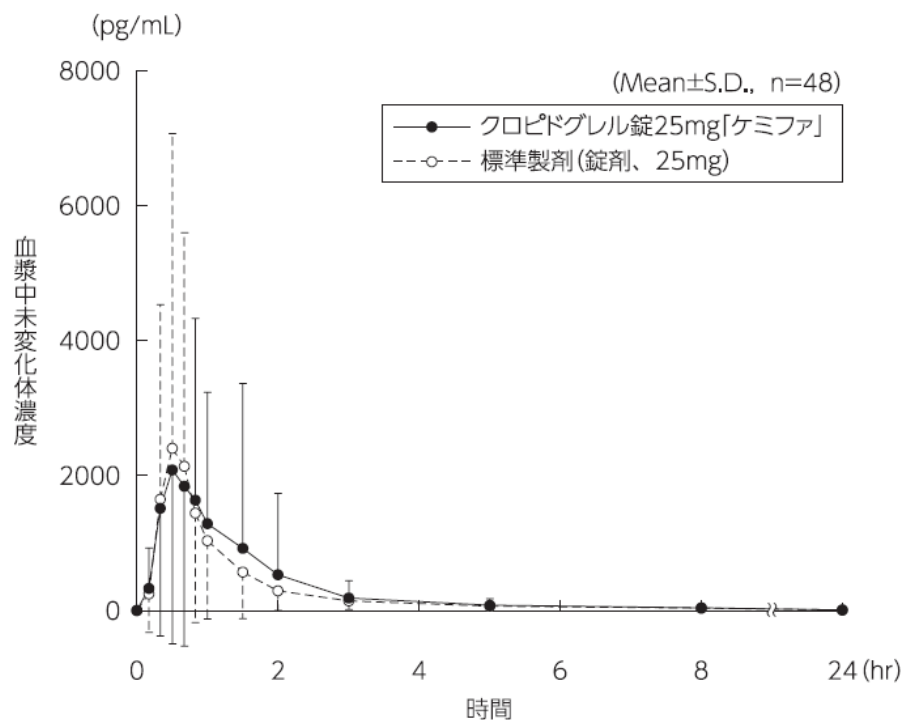 (pg/mL)
8000
(Mean±S.D., n=48)
クロピドグレル錠25mg「ケミファ」
標準製剤(錠剤、25mg)
6000
血漿中未変化体濃度
4000
2000
0
0 2 4 6 8 24 (hr)
時間